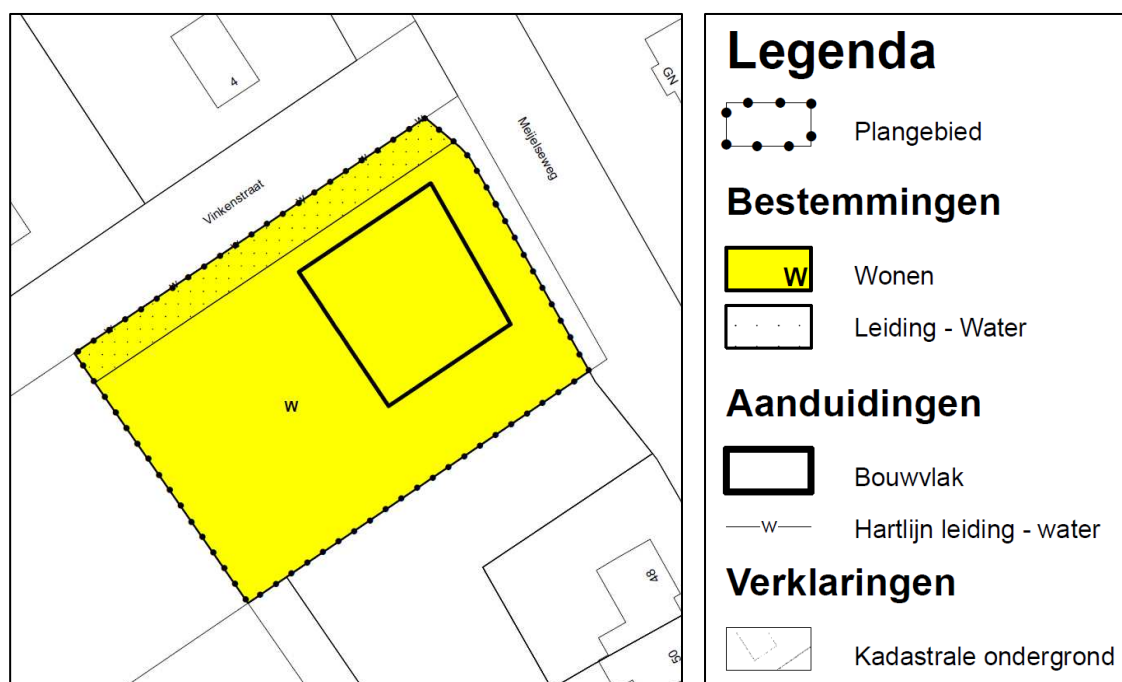 4
GN
Meijelseweg
Vinkenstraat
W
48
50
Legenda
Plangebied
Bestemmingen
W
Wonen
Leiding - Water
Aanduidingen
Bouwvlak
W
Hartlijn leiding - water
Verklaringen
Kadastrale ondergrond